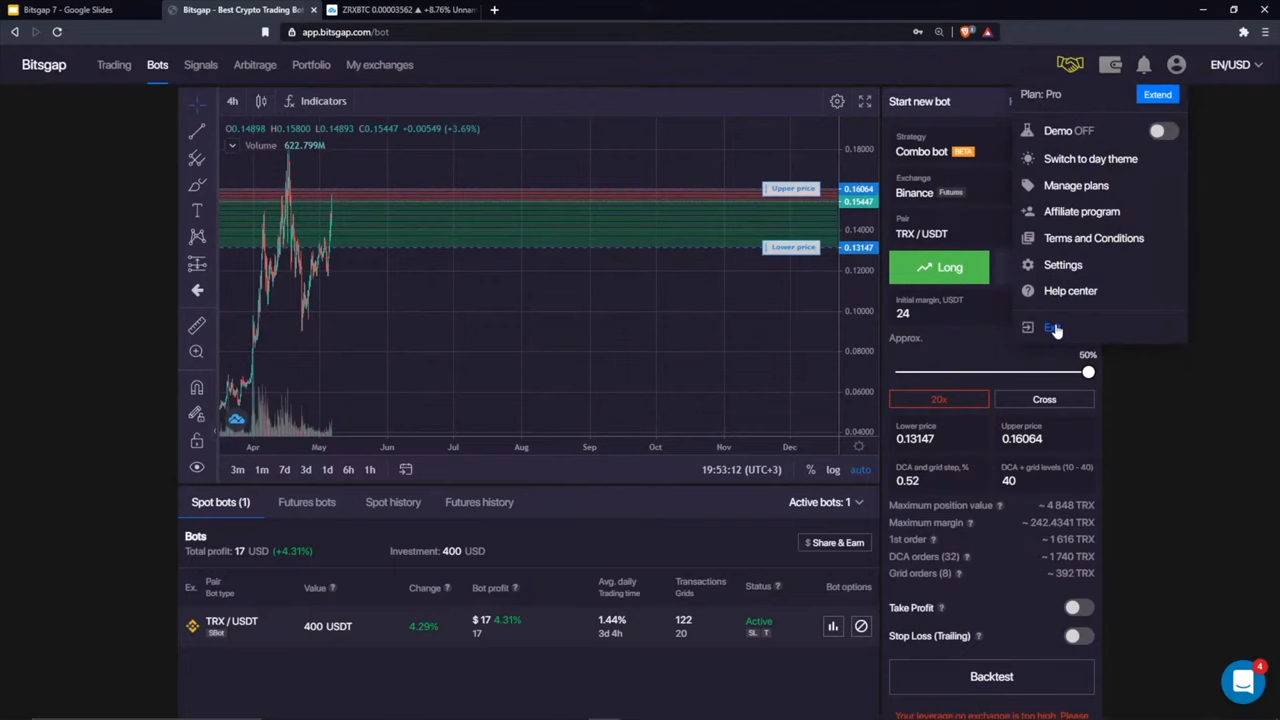 Bitsgap 7 - Google Slides
Bitsgap - Best Crypto Trading Bot
ZRXBTC 0.00003562 ▲ +8.76% Unnam
app.bitsgap.com/bot
Bitsgap
Trading
Bots
Signals
Arbitrage
Portfolio
My exchanges
EN/USD
4h
Indicators
O0.14898 H0.15800 L0.14893 C0.15447 +0.00549 (+3.69%)
Volume 622.799M
Upper price
Lower price
0.18000
0.16064
0.15447
0.14000
0.13147
0.12000
0.10000
0.08000
0.06000
0.04000
Apr
May
Jun
Jul
Aug
Sep
Oct
Nov
Dec
3m
1m
7d
3d
1d
6h
1h
19:53:12 (UTC+3)
%
log
auto
Start new bot
Strategy
Combo bot BETA
Exchange
Binance Futures
Pair
TRX / USDT
Long
Initial margin, USDT
24
Approx.
50%
20x
Cross
Lower price
0.13147
Upper price
0.16064
DCA and grid step, %
0.52
DCA + grid levels (10 - 40)
40
Maximum position value ~ 4 848 TRX
Maximum margin ~ 242.4341 TRX
1st order ~ 1 616 TRX
DCA orders (32) ~ 1 740 TRX
Grid orders (8) ~ 392 TRX
Take Profit
Stop Loss (Trailing)
Backtest
Your leverage on exchange is too high. Please
Plan: Pro
Extend
Demo OFF
Switch to day theme
Manage plans
Affiliate program
Terms and Conditions
Settings
Help center
4
Spot bots (1)
Futures bots
Spot history
Futures history
Active bots: 1
Bots
Total profit: 17 USD (+4.31%)
Investment: 400 USD
$ Share & Earn
Ex.
Pair
Bot type
Value
Change
Bot profit
Avg. daily
Trading time
Transactions
Grids
Status
Bot options
TRX / USDT
SBot
400 USDT
4.29%
$ 17 4.31%
17
1.44%
3d 4h
122
20
Active
SL T